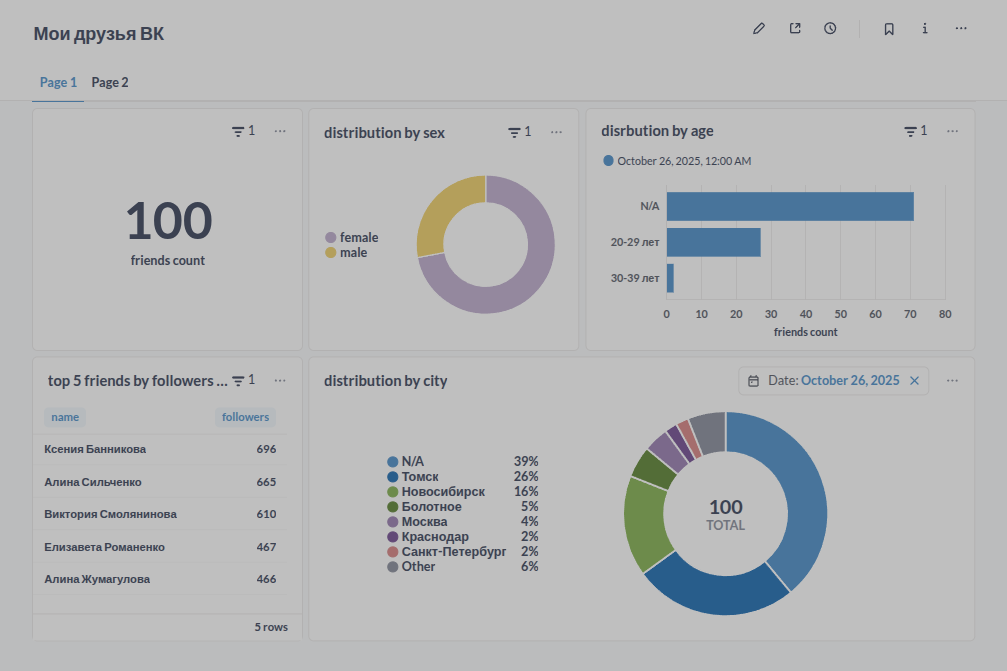 Мои друзья ВК
Page 1 Page 2
1
100
friends count
distribution by sex 1
female
male
disrbution by age 1
October 26, 2025, 12:00 AM
N/A
20-29 лет
30-39 лет
0 10 20 30 40 50 60 70 80
friends count
top 5 friends by followers ... 1
name followers
Ксения Банникова 696
Алина Сильченко 665
Виктория Смолянинова 610
Елизавета Романенко 467
Алина Жумагулова 466
5 rows
distribution by city
Date: October 26, 2025
N/A 39%
Томск 26%
Новосибирск 16%
Болотное 5%
Москва 4%
Краснодар 2%
Санкт-Петербург 2%
Other 6%
100
TOTAL